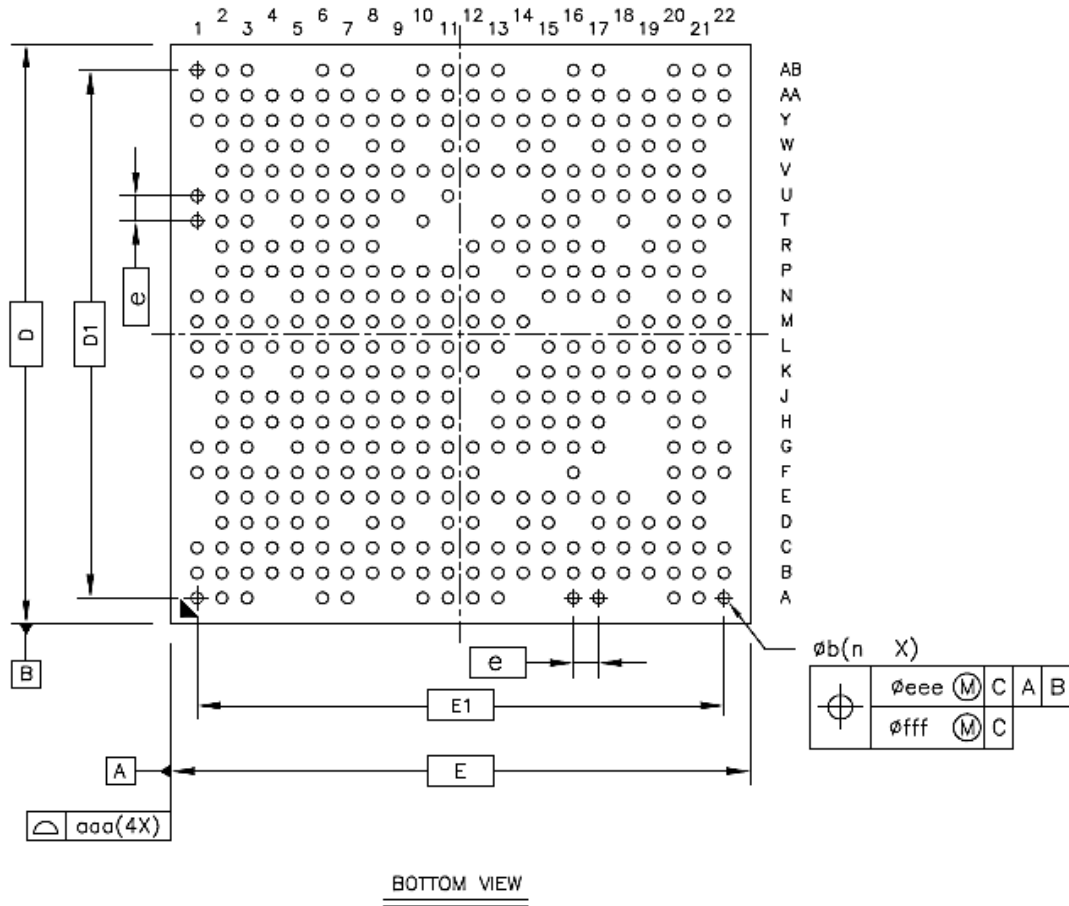 2 4 6 8 10 12 14 16 18 20 22
1 3 5 7 9 11 13 15 17 19 21
AB
AA
Y
W
V
U
T
R
P
N
M
L
K
J
H
G
F
E
D
C
B
A
e
D
D1
B
e
E1
E
A
aaa(4X)
øb(n X)
øeee Ⓜ C A B
øfff Ⓜ C
BOTTOM VIEW